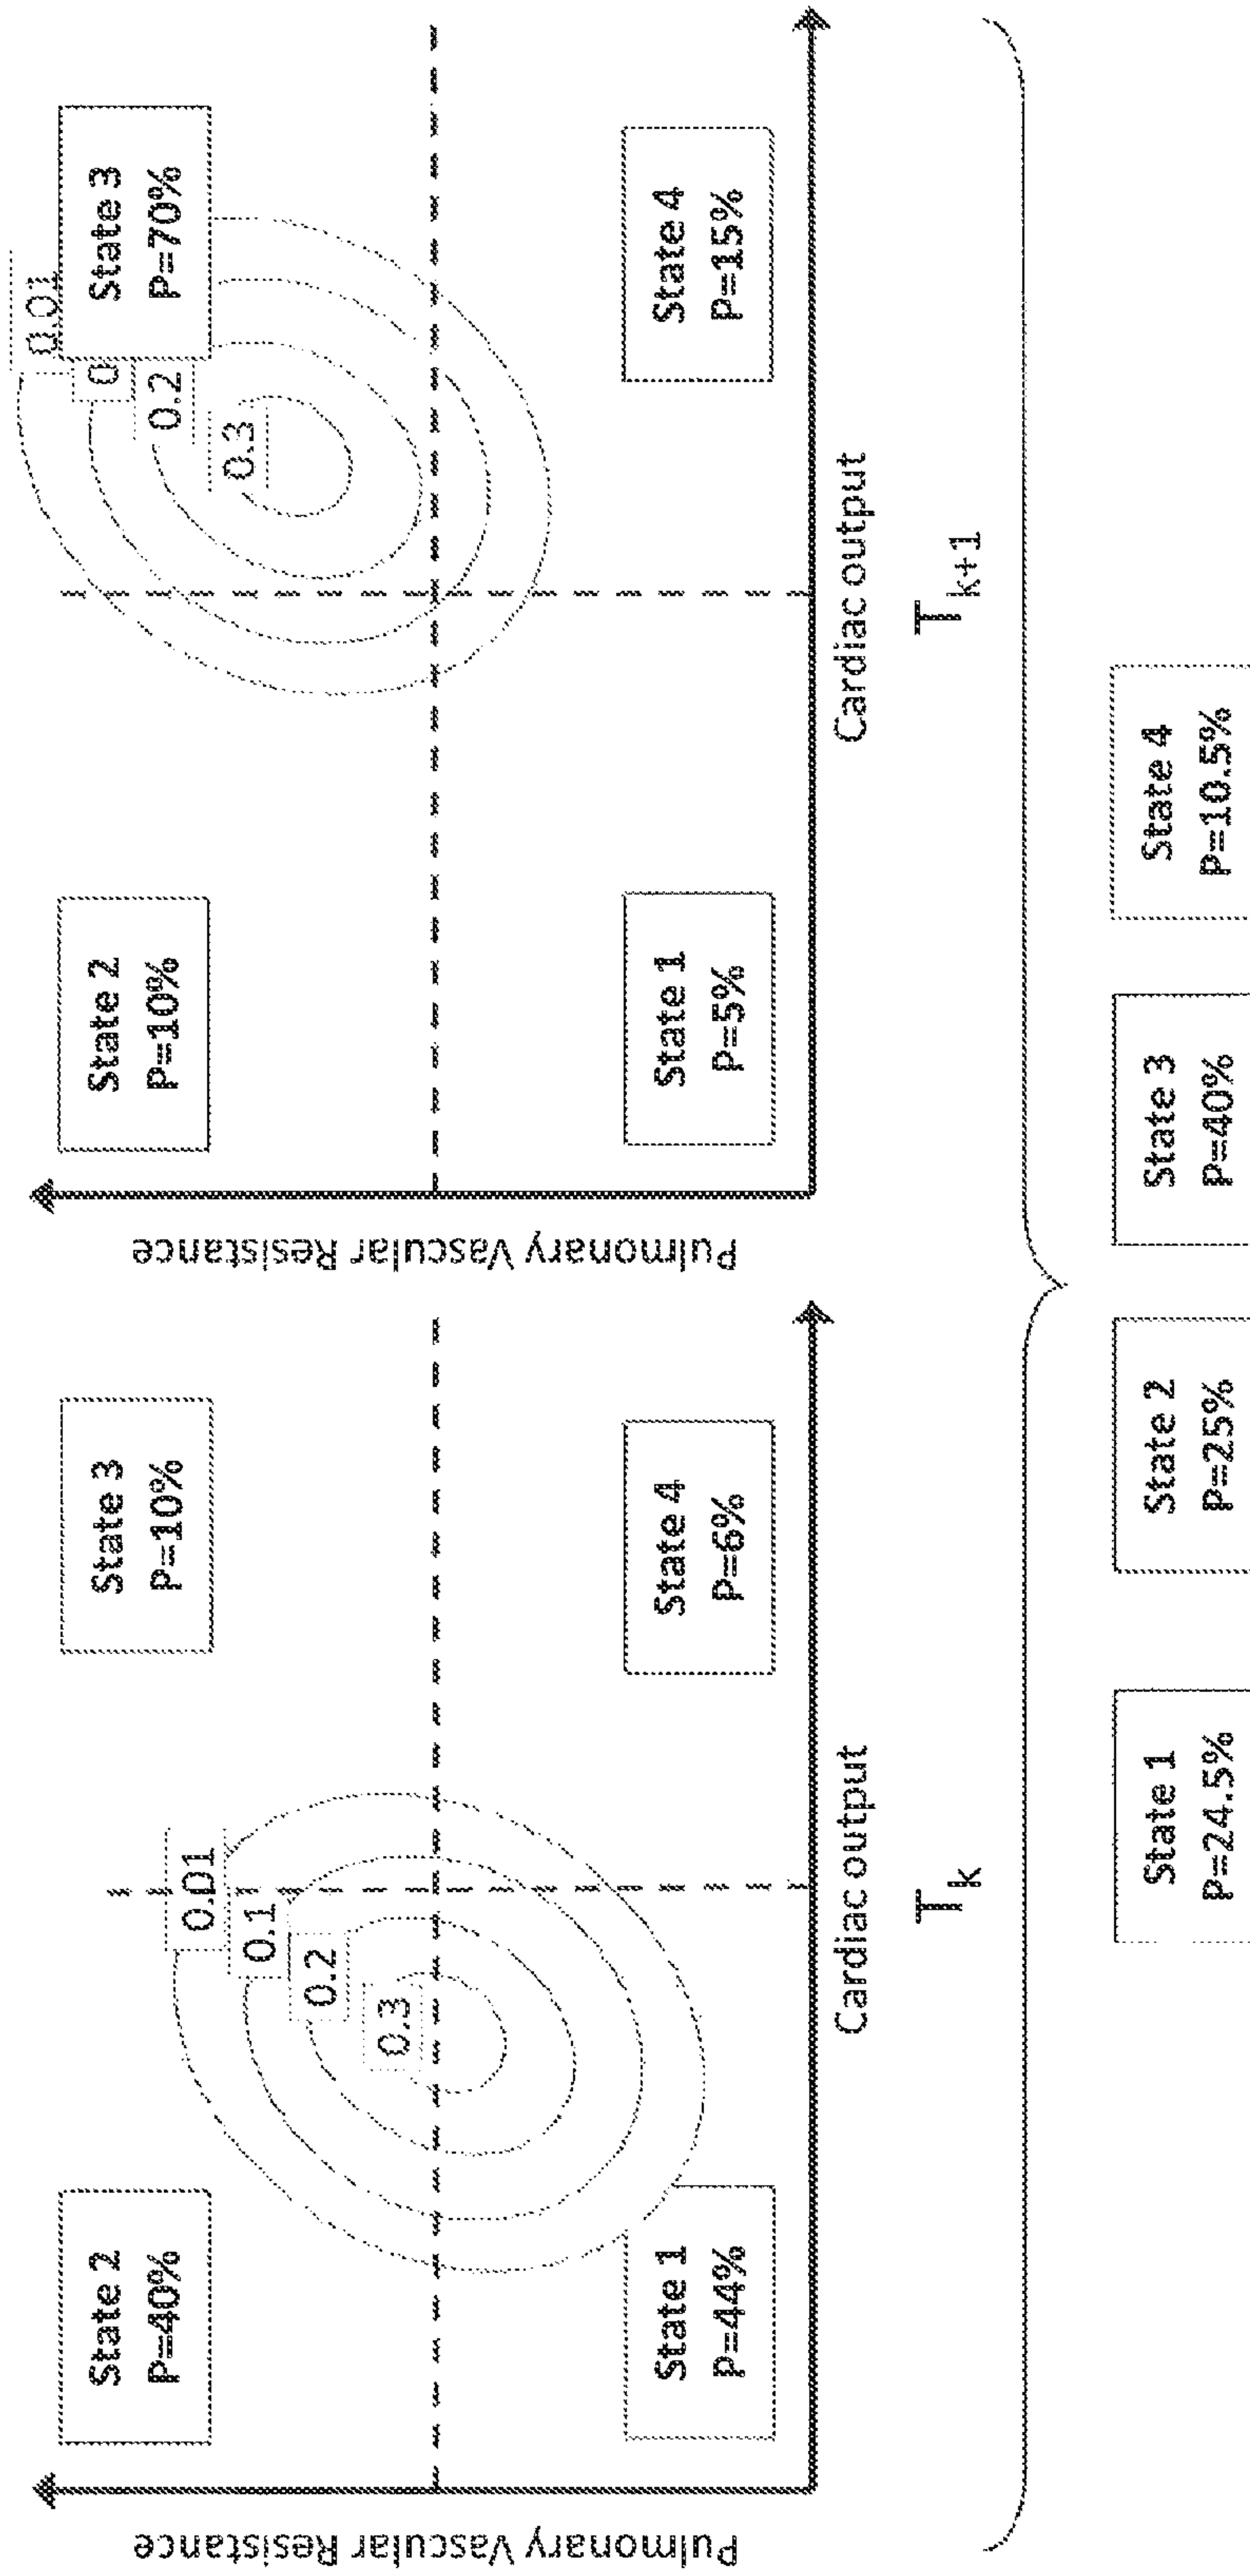 Pulmonary Vascular Resistance
State 2
P=40%
State 3
P=10%
0.01
0.1
0.2
0.3
State 1
P=44%
State 4
P=6%
Cardiac output
Tk
Pulmonary Vascular Resistance
State 2
P=10%
State 3
P=70%
0.01
0.2
0.3
State 1
P=5%
State 4
P=15%
Cardiac output
Tk+1
State 1
P=24.5%
State 2
P=25%
State 3
P=40%
State 4
P=10.5%